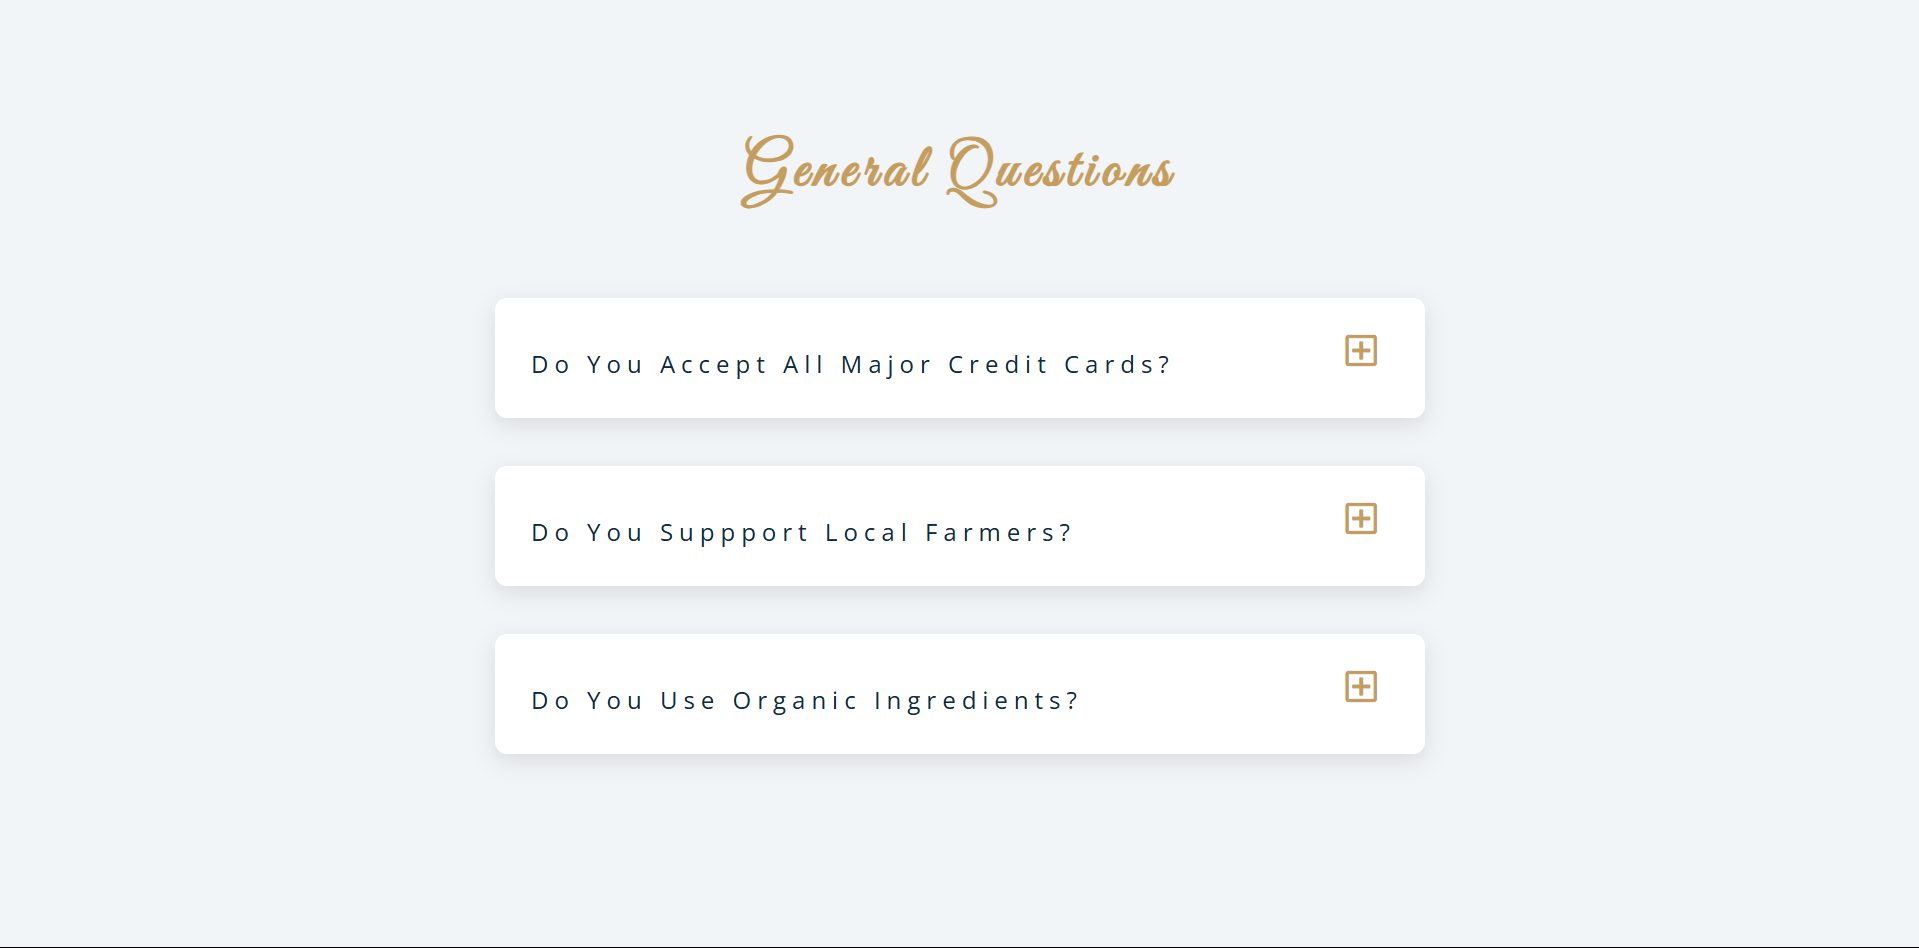 General Questions
Do You Accept All Major Credit Cards?
Do You Suppport Local Farmers?
Do You Use Organic Ingredients?